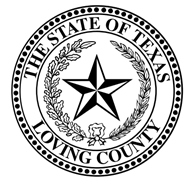 THE STATE OF TEXAS
LOVING COUNTY